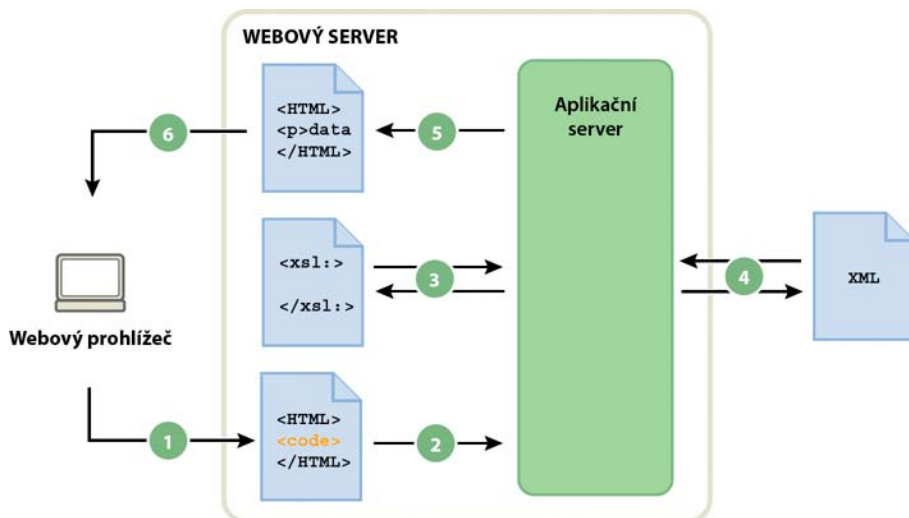 WEBOVÝ SERVER
<HTML>
<p>data
</HTML>
5
6
Aplikační
server
<xsl:>
</xsl:>
3
4
XML
Webový prohlížeč
<HTML>
<code>
</HTML>
1
2